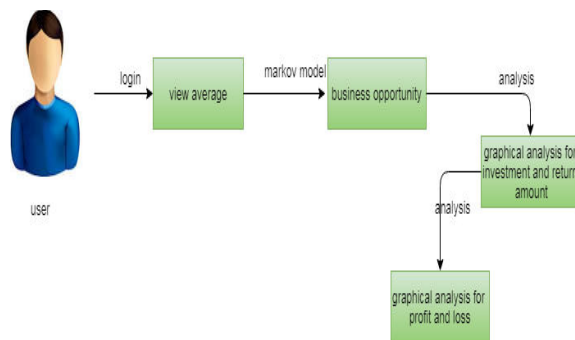 login
view average
markov model
business opportunity
analysis
graphical analysis for
investment and return
amount
analysis
user
graphical analysis for
profit and loss